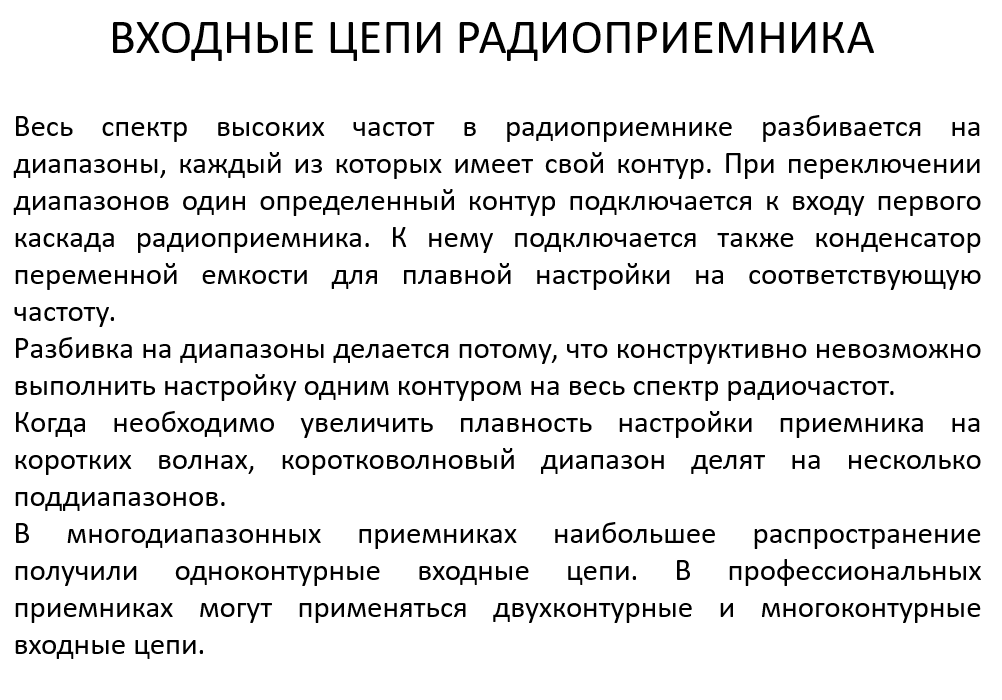 ВХОДНЫЕ ЦЕПИ РАДИОПРИЕМНИКА
Весь спектр высоких частот в радиоприемнике разбивается на
диапазоны, каждый из которых имеет свой контур. При переключении
диапазонов один определенный контур подключается к входу первого
каскада радиоприемника. К нему подключается также конденсатор
переменной емкости для плавной настройки на соответствующую
частоту.
Разбивка на диапазоны делается потому, что конструктивно невозможно
выполнить настройку одним контуром на весь спектр радиочастот.
Когда необходимо увеличить плавность настройки приемника на
коротких волнах, коротковолновый диапазон делят на несколько
поддиапазонов.
В многодиапазонных приемниках наибольшее распространение
получили одноконтурные входные цепи. В профессиональных
приемниках могут применяться двухконтурные и многоконтурные
входные цепи.